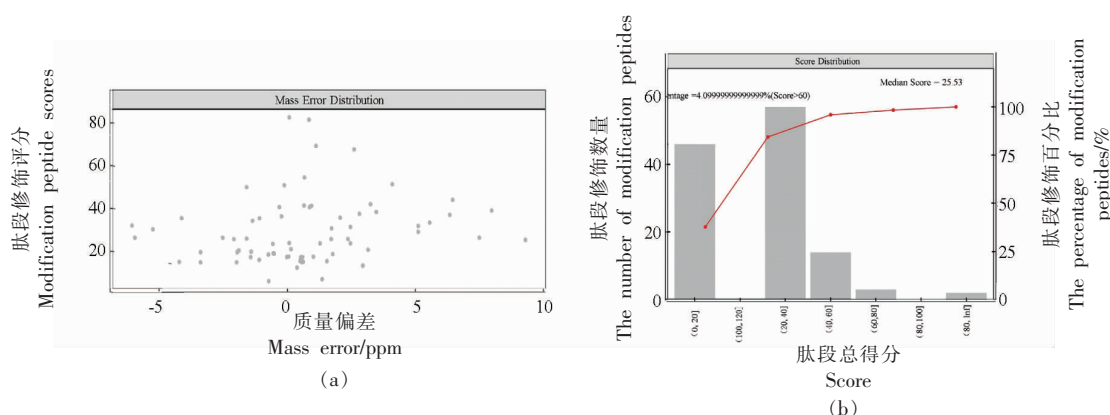 肽段修饰评分
Modification peptide scores
Mass Error Distribution
80
60
40
20
-5
0
5
10
质量偏差
Mass error/ppm
(a)
肽段修饰数量
The number of modification peptides
Score Distribution
Median Score = 25.53
ntage =4.09999999999999%(Score>60)
60
40
20
0
100
75
50
25
0
(0, 20]
(100,120]
(20, 40]
(40, 60]
(60,80]
(80,100]
(80, Inf]
肽段总得分
Score
(b)
肽段修饰百分比
The percentage of modification
peptides/%